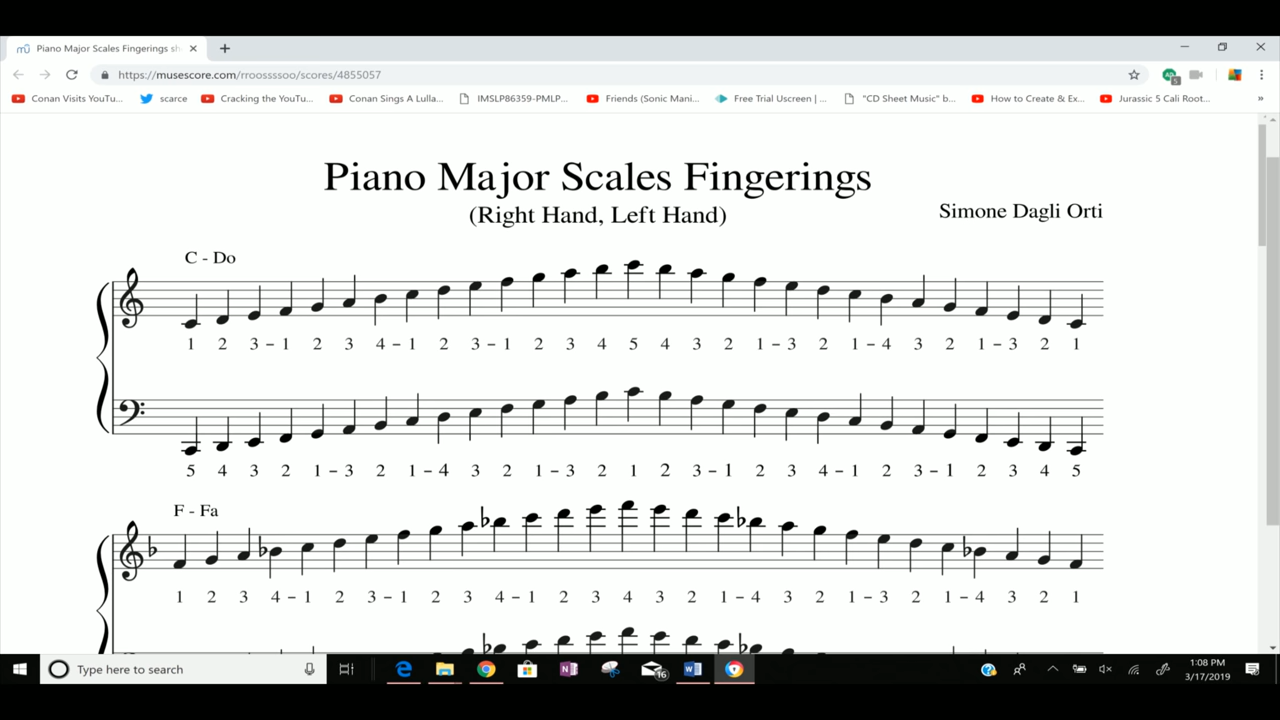 Piano Major Scales Fingerings sh
https://musescore.com/rroossssoo/scores/4855057
Conan Visits YouTu... scarce Cracking the YouTu... Conan Sings A Lulla... IMSLP86359-PMLP... Friends (Sonic Mani... Free Trial Uscreen | ... "CD Sheet Music" b... How to Create & Ex... Jurassic 5 Cali Root... »
Piano Major Scales Fingerings
(Right Hand, Left Hand)
Simone Dagli Orti
C - Do
1 2 3 - 1 2 3 4 - 1 2 3 - 1 2 3 4 5 4 3 2 1 - 3 2 1 - 4 3 2 1 - 3 2 1
5 4 3 2 1 - 3 2 1 - 4 3 2 1 - 3 2 1 2 3 - 1 2 3 4 - 1 2 3 - 1 2 3 4 5
F - Fa
1 2 3 4 - 1 2 3 - 1 2 3 4 - 1 2 3 4 3 2 1 - 4 3 2 1 - 3 2 1 - 4 3 2 1
Type here to search
16
1:08 PM
3/17/2019